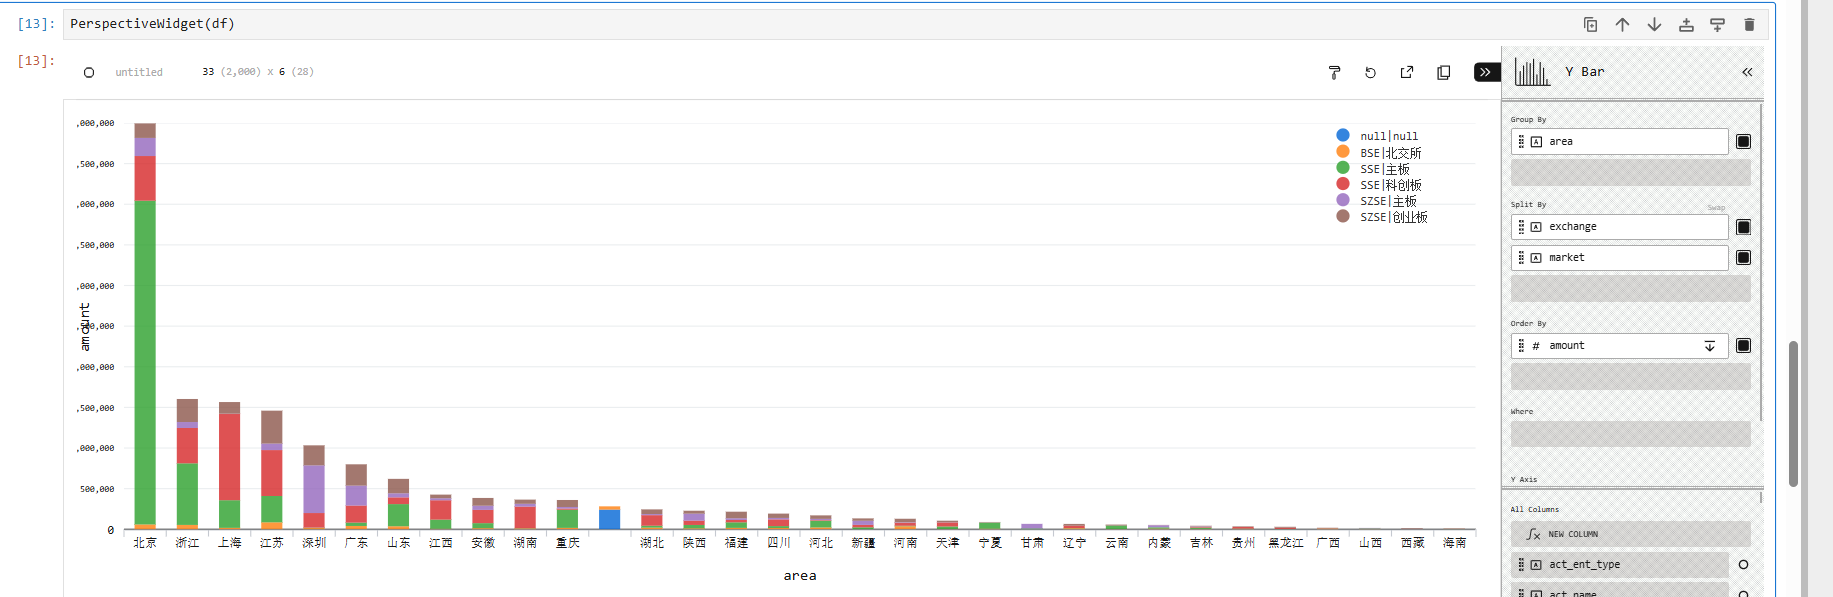 [13]: PerspectiveWidget(df)
[13]:
untitled 33 (2,000) x 6 (28)
Y Bar
Group By
area
Split By
Swap
exchange
market
Order By
# amount
Where
Y Axis
All Columns
NEW COLUMN
act_ent_type
act_name
null|null
BSE|北交所
SSE|主板
SSE|科创板
SZSE|主板
SZSE|创业板
,000,000
,500,000
,000,000
,500,000
,000,000
,500,000
,000,000
,500,000
,000,000
500,000
0
amount
北京 浙江 上海 江苏 深圳 广东 山东 江西 安徽 湖南 重庆 湖北 陕西 福建 四川 河北 新疆 河南 天津 宁夏 甘肃 辽宁 云南 内蒙 吉林 贵州 黑龙江 广西 山西 西藏 海南
area